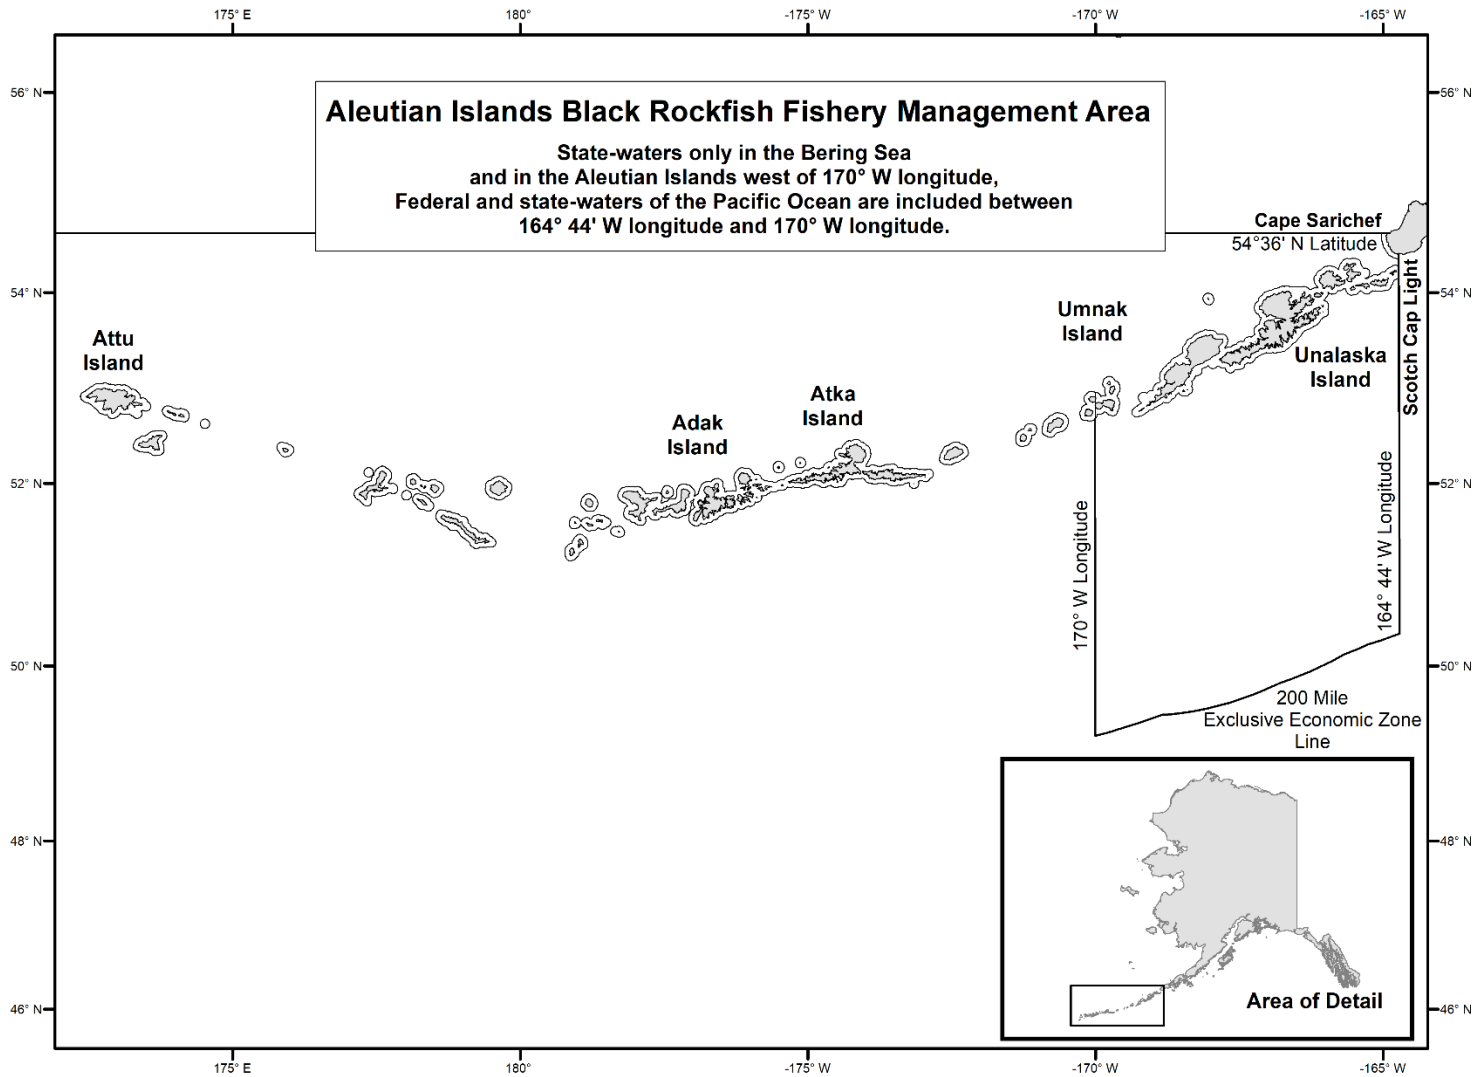 175° E
180°
-175° W
-170° W
-165° W
56° N
56° N
Aleutian Islands Black Rockfish Fishery Management Area
State-waters only in the Bering Sea
and in the Aleutian Islands west of 170° W longitude,
Federal and state-waters of the Pacific Ocean are included between
164° 44' W longitude and 170° W longitude.
Cape Sarichef
54°36' N Latitude
54° N
54° N
Scotch Cap Light
Umnak
Island
Attu
Island
Unalaska
Island
Atka
Island
Adak
Island
52° N
52° N
170° W Longitude
164° 44' W Longitude
50° N
50° N
200 Mile
Exclusive Economic Zone
Line
48° N
48° N
Area of Detail
46° N
46° N
175° E
180°
-175° W
-170° W
-165° W